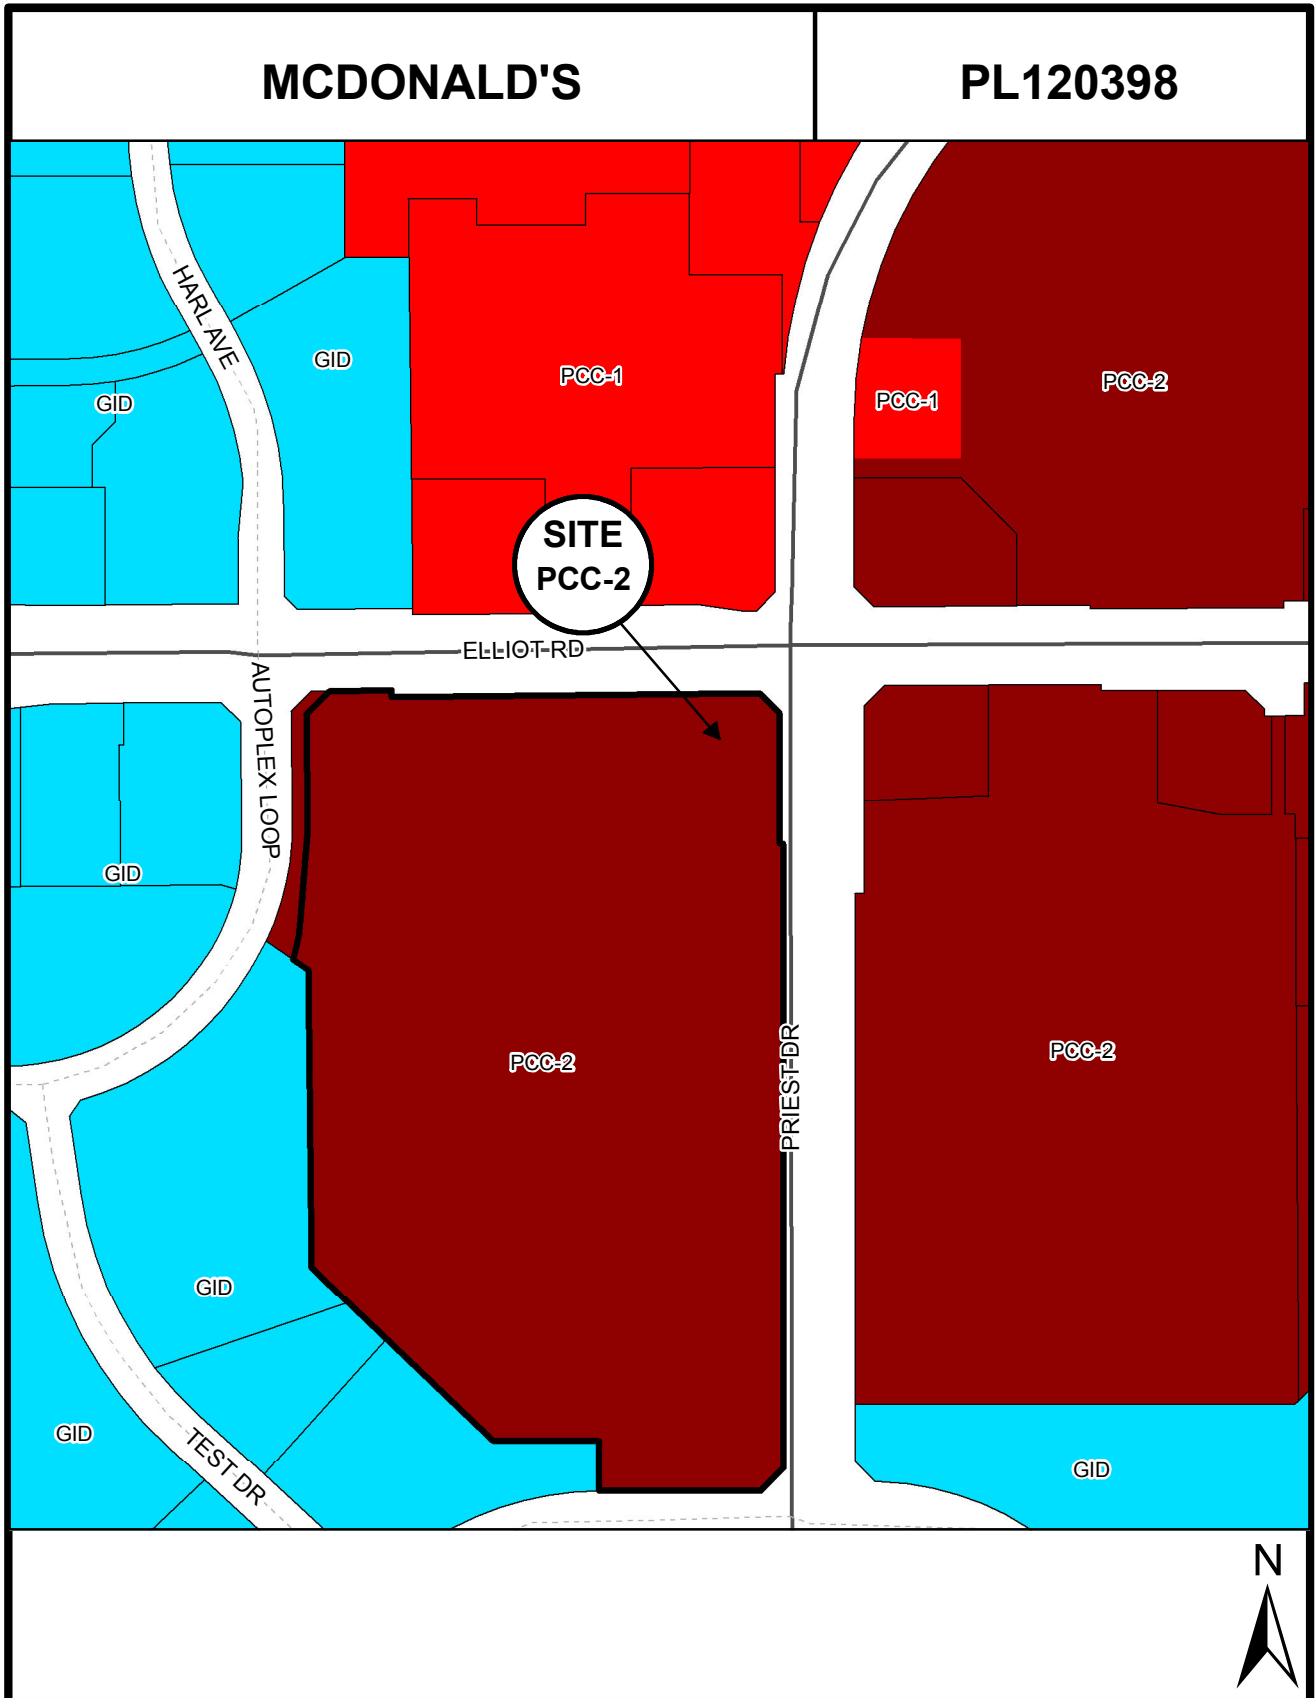 MCDONALD'S
PL120398
HARL AVE
GID
GID
PCC-1
PCC-1
PCC-2
SITE
PCC-2
ELLIOT RD
AUTOPLEX LOOP
GID
PCC-2
PRIEST DR
PCC-2
GID
GID
TEST DR
GID
N